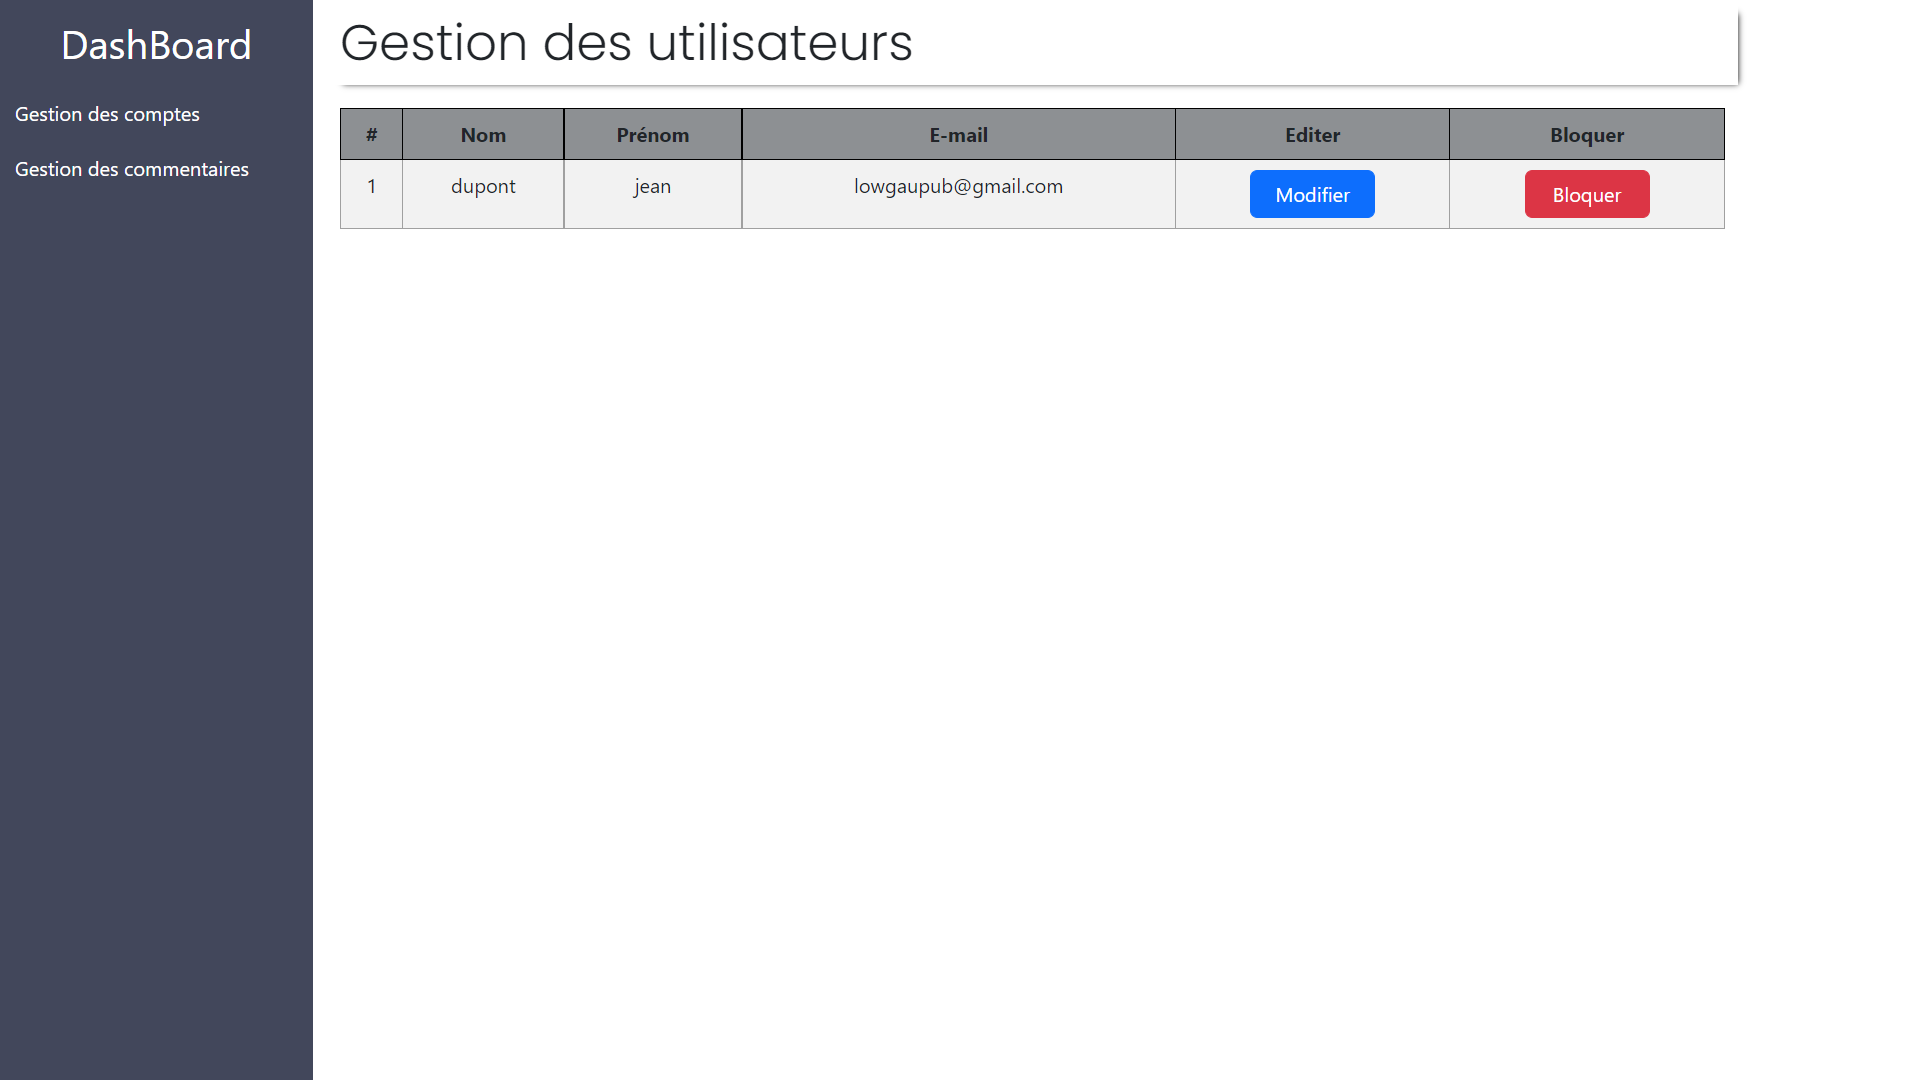 DashBoard
Gestion des comptes
Gestion des commentaires
Gestion des utilisateurs
# Nom Prénom E-mail Editer Bloquer
1 dupont jean lowgaupub@gmail.com Modifier Bloquer